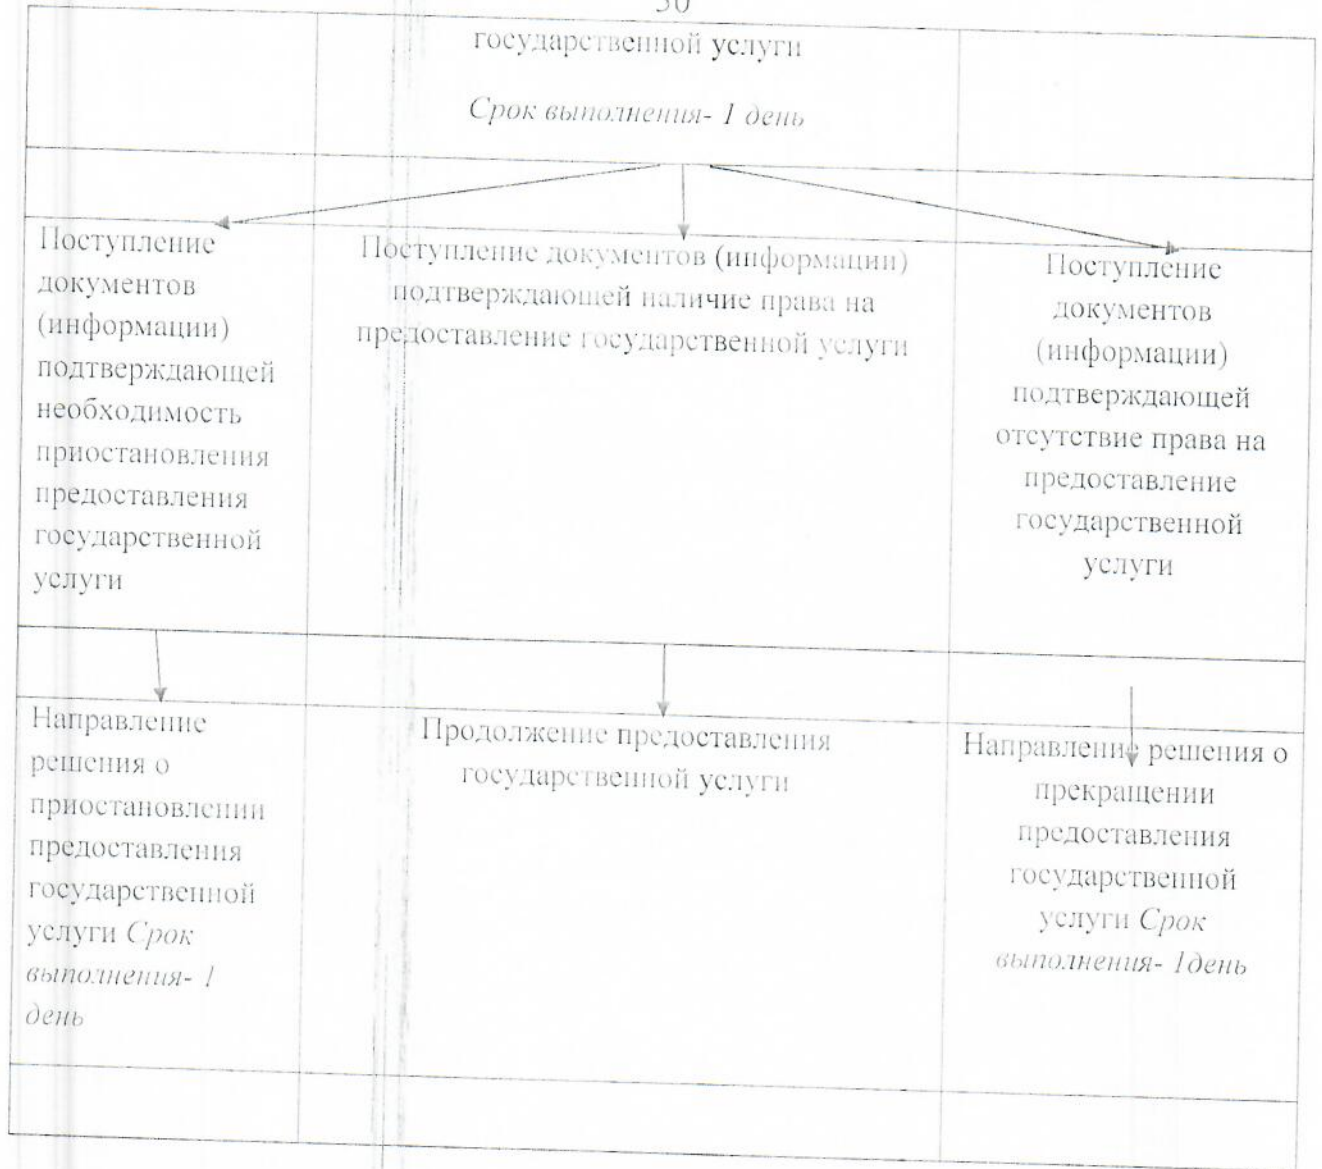 государственной услуги
Срок выполнения- 1 день
Поступление
документов
(информации)
подтверждающей
необходимость
приостановления
предоставления
государственной
услуги
Поступление документов (информации)
подтверждающей наличие права на
предоставление государственной услуги
Поступление
документов
(информации)
подтверждающей
отсутствие права на
предоставление
государственной
услуги
Направление
решения о
приостановлении
предоставления
государственной
услуги Срок
выполнения- 1
день
Продолжение предоставления
государственной услуги
Направление решения о
прекращении
предоставления
государственной
услуги Срок
выполнения- 1день